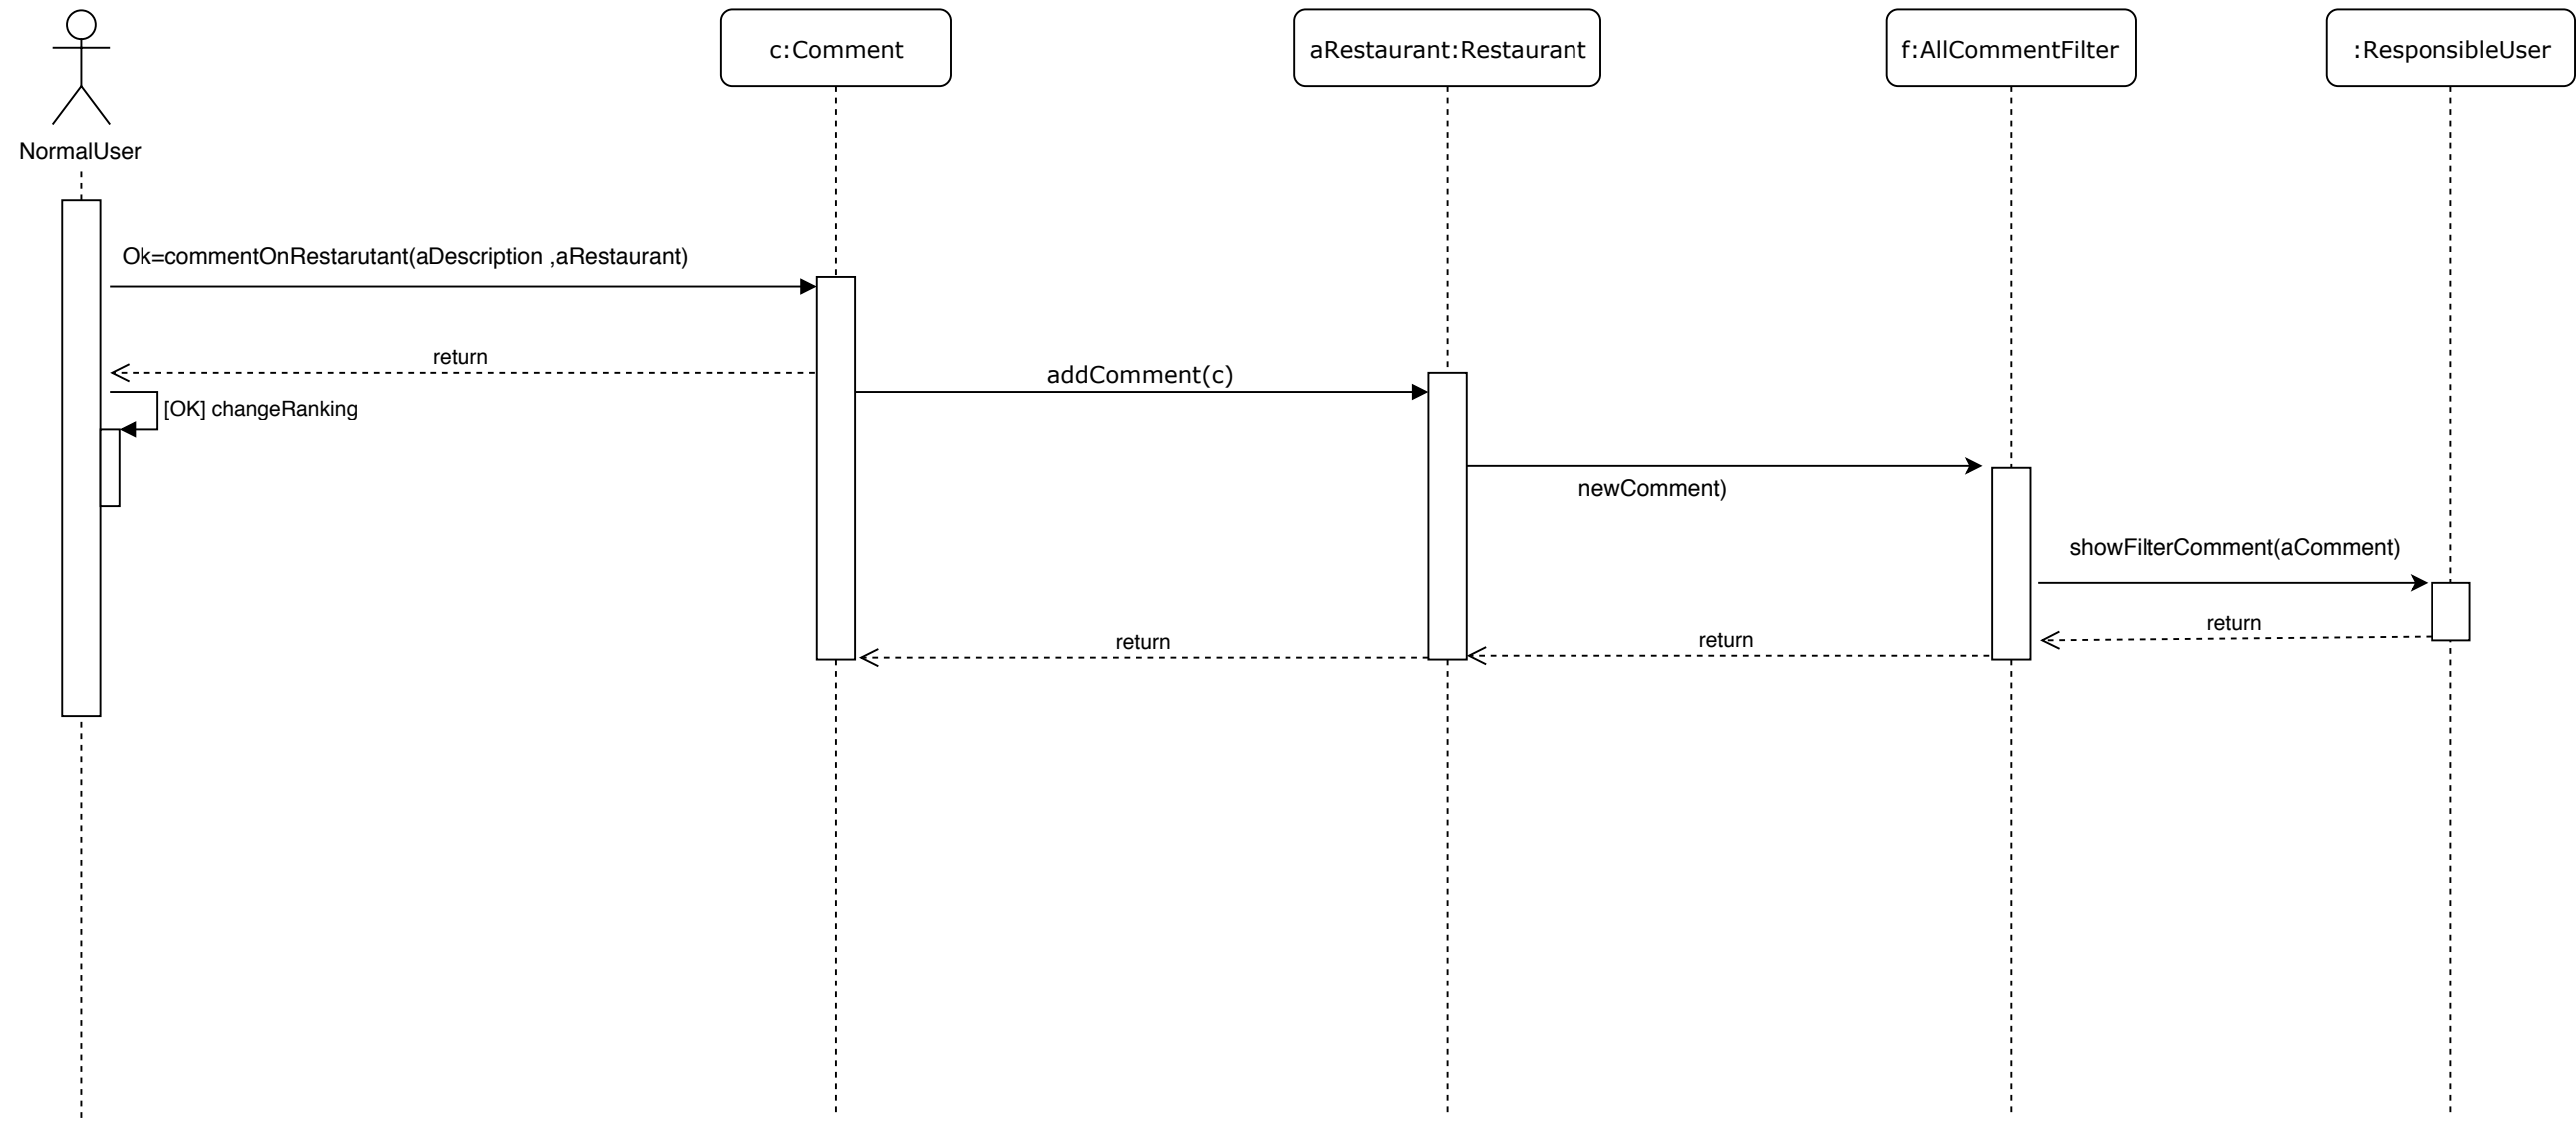 c:Comment
aRestaurant:Restaurant
f:AllCommentFilter
:ResponsibleUser
NormalUser
Ok=commentOnRestarutant(aDescription ,aRestaurant)
return
addComment(c)
[OK] changeRanking
newComment)
showFilterComment(aComment)
return
return
return